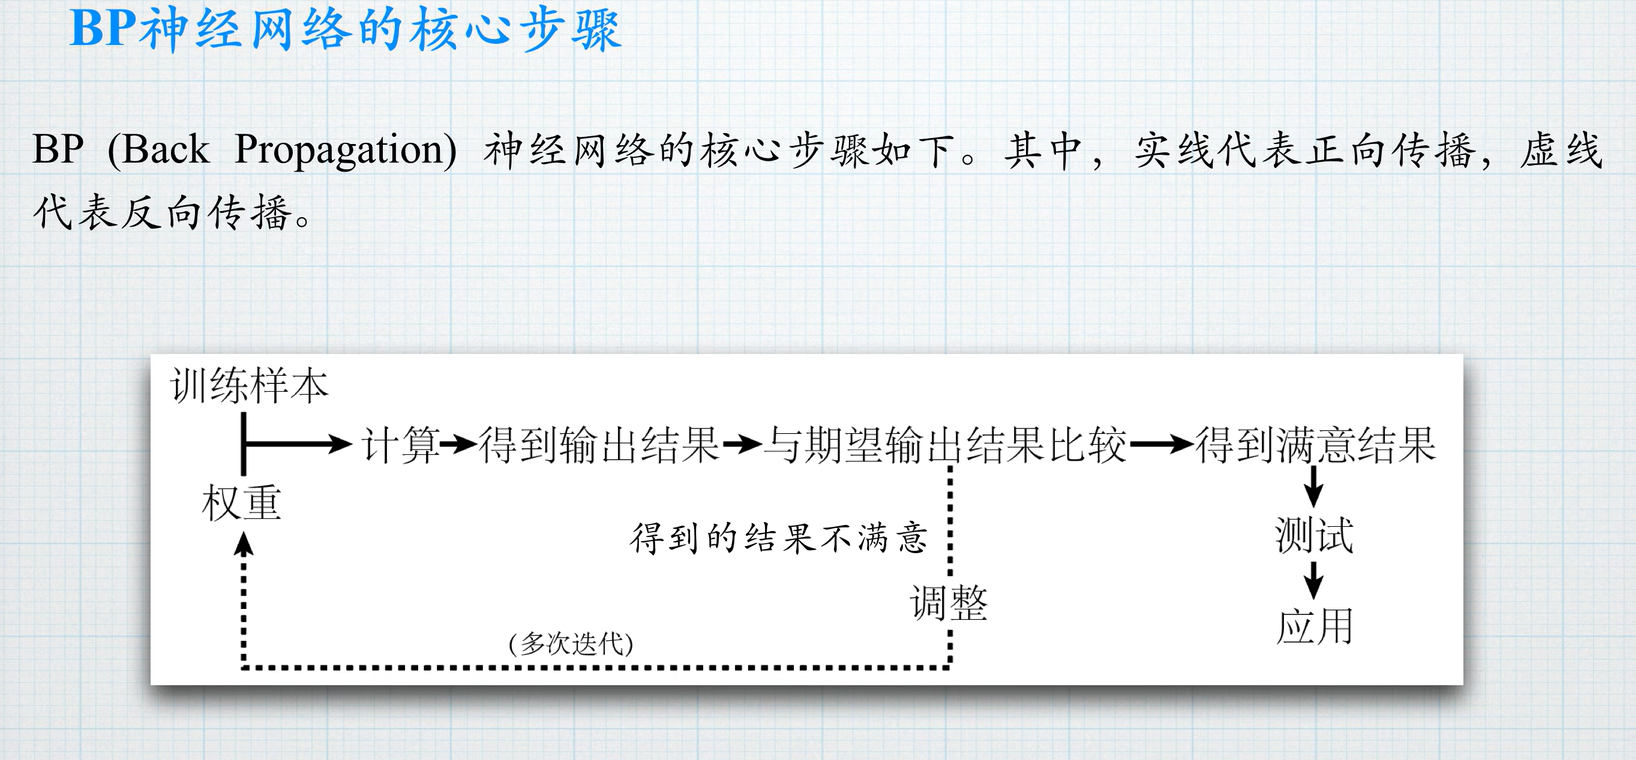 BP神经网络的核心步骤
BP (Back Propagation) 神经网络的核心步骤如下。其中，实线代表正向传播，虚线
代表反向传播。
训练样本
计算 得到输出结果 与期望输出结果比较 得到满意结果
权重
得到的结果不满意
测试
调整
应用
(多次迭代)